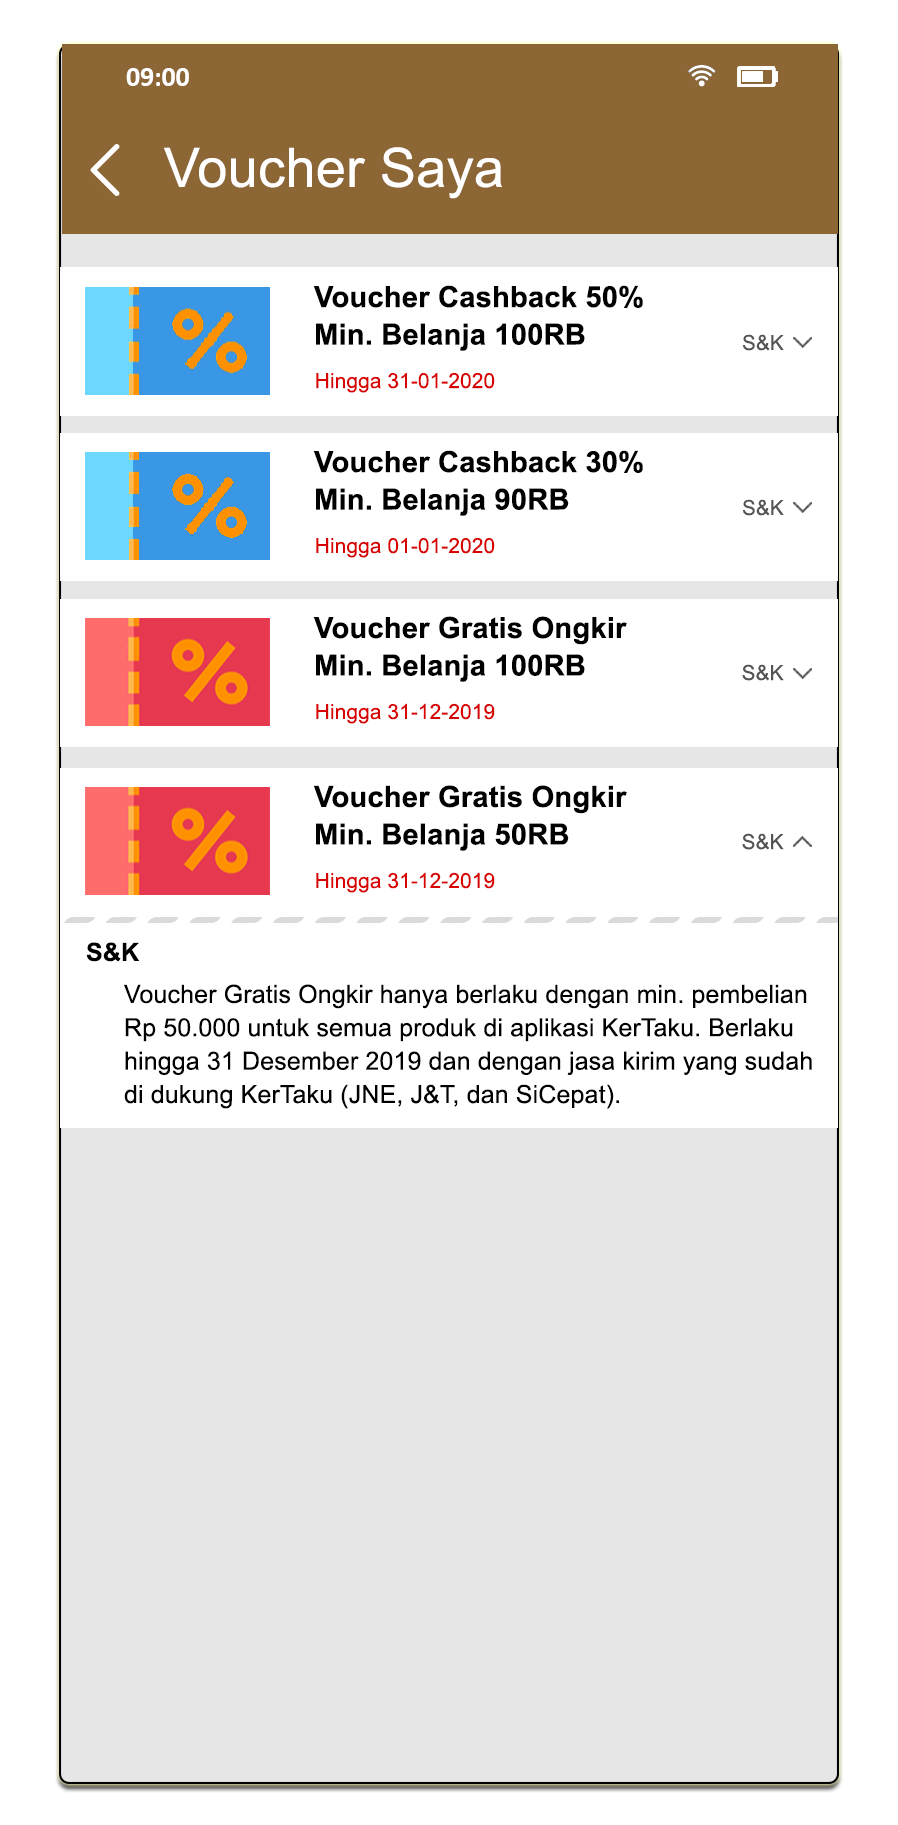 09:00
Voucher Saya
Voucher Cashback 50%
Min. Belanja 100RB
S&K
Hingga 31-01-2020
Voucher Cashback 30%
Min. Belanja 90RB
S&K
Hingga 01-01-2020
Voucher Gratis Ongkir
Min. Belanja 100RB
S&K
Hingga 31-12-2019
Voucher Gratis Ongkir
Min. Belanja 50RB
S&K
Hingga 31-12-2019
S&K
Voucher Gratis Ongkir hanya berlaku dengan min. pembelian
Rp 50.000 untuk semua produk di aplikasi KerTaku. Berlaku
hingga 31 Desember 2019 dan dengan jasa kirim yang sudah
di dukung KerTaku (JNE, J&T, dan SiCepat).